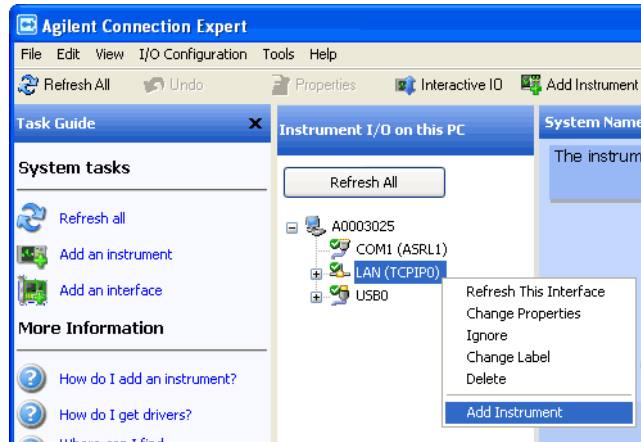 Agilent Connection Expert
File Edit View I/O Configuration Tools Help
Refresh All Undo Properties Interactive IO Add Instrument
Task Guide X
System tasks
Refresh all
Add an instrument
Add an interface
More Information
How do I add an instrument?
How do I get drivers?
Instrument I/O on this PC
Refresh All
A0003025
COM1 (ASRL1)
LAN (TCPIP0)
USB0
Refresh This Interface
Change Properties
Ignore
Change Label
Delete
Add Instrument
System Name
The instrum